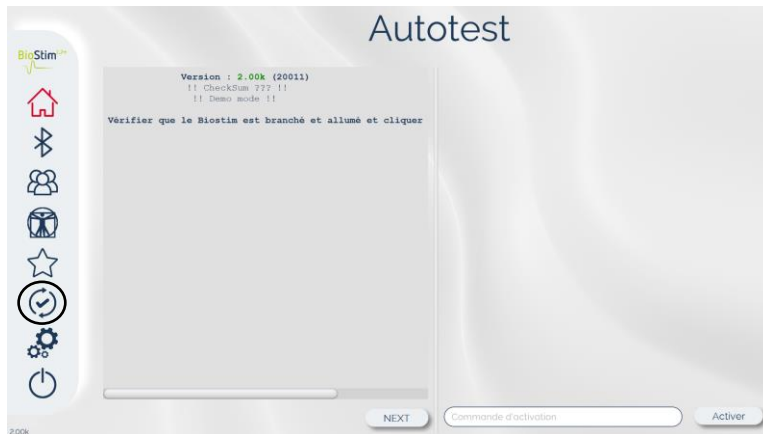 Autotest
BioStim
Version : 2.00k (20011)
!! CheckSum ??? !!
!! Demo mode !!
Vérifier que le Biostim est branché et allumé et cliquer
NEXT
Commande d'activation
Activer
2.00k